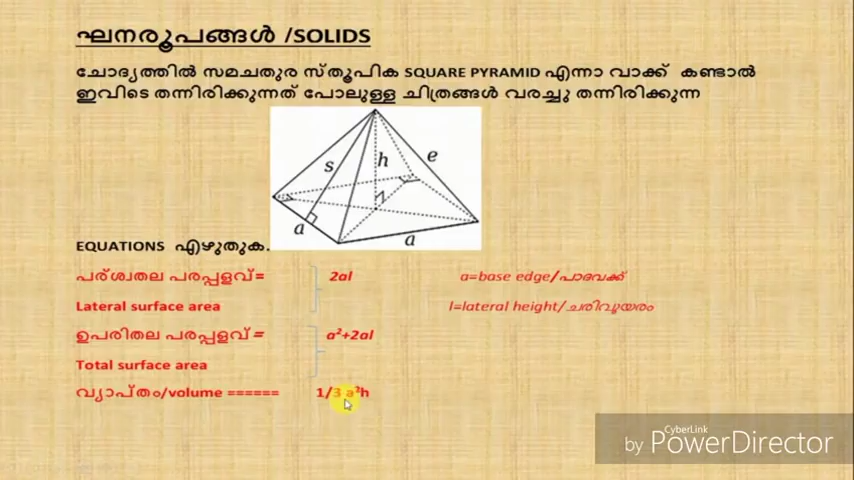 ഘനരൂപങ്ങൾ /SOLIDS
ചോദ്യത്തിൽ സമചതുര സ്തൂപിക SQUARE PYRAMID എന്നാ വാക്ക് കണ്ടാൽ
ഇവിടെ തന്നിരിക്കുന്നത് പോലുള്ള ചിത്രങ്ങൾ വരച്ചു തന്നിരിക്കുന്ന
s h e
a a
EQUATIONS എഴുതുക.
പര്ശ്വതല പരപ്പളവ്= 2al a=base edge/പാദവക്ക്
Lateral surface area l=lateral height/ചരിവുയരം
ഉപരിതല പരപ്പളവ്= a²+2al
Total surface area
വ്യാപ്തം/volume ====== 1/3 a²h
CyberLink
by PowerDirector